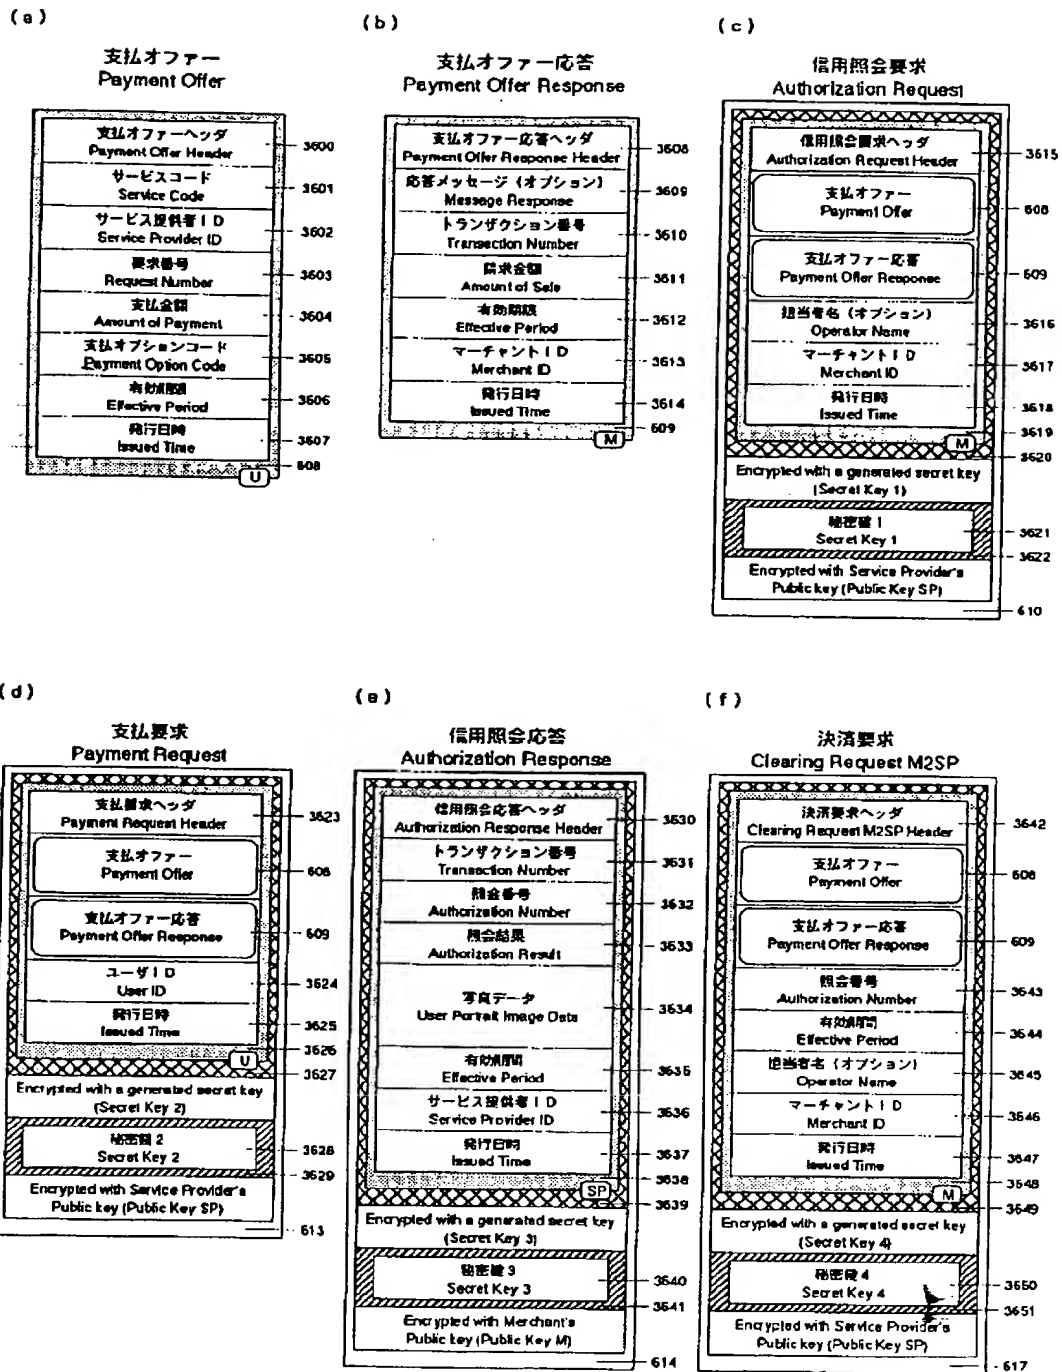 (a)
支払オファー
Payment Offer
支払オファーヘッダ
Payment Offer Header
3600
サービスコード
Service Code
3601
サービス提供者ID
Service Provider ID
3602
要求番号
Request Number
3603
支払金額
Amount of Payment
3604
支払オプションコード
Payment Option Code
3605
有効期限
Effective Period
3606
発行日時
Issued Time
3607
608
U
(b)
支払オファー応答
Payment Offer Response
支払オファー応答ヘッダ
Payment Offer Response Header
3608
応答メッセージ (オプション)
Message Response
3609
トランザクション番号
Transection Number
3610
請求金額
Amount of Sale
3611
有効期限
Effective Period
3612
マーチャントID
Merchant ID
3613
発行日時
Issued Time
3614
609
M
(c)
信用照会要求
Authorization Request
信用照会要求ヘッダ
Authorization Request Header
3615
支払オファー
Payment Offer
608
支払オファー応答
Payment Offer Response
609
担当者名 (オプション)
Operator Name
3616
マーチャントID
Merchant ID
3617
発行日時
Issued Time
3618
3619
M
3620
Encrypted with a generated secret key
(Secret Key 1)
秘密鍵1
Secret Key 1
3621
3622
Encrypted with Service Provider's
Public key (Public Key SP)
610
(d)
支払要求
Payment Request
支払要求ヘッダ
Payment Request Header
3623
支払オファー
Payment Offer
608
支払オファー応答
Payment Offer Response
609
ユーザID
User ID
3624
発行日時
Issued Time
3625
3626
U
3627
Encrypted with a generated secret key
(Secret Key 2)
秘密鍵2
Secret Key 2
3628
3629
Encrypted with Service Provider's
Public key (Public Key SP)
613
(e)
信用照会応答
Authorization Response
信用照会応答ヘッダ
Authorization Response Header
3630
トランザクション番号
Transaction Number
3631
照会番号
Authorization Number
3632
照会結果
Authorization Result
3633
写真データ
User Portrait Image Data
3634
有効期間
Effective Period
3635
サービス提供者ID
Service Provider ID
3636
発行日時
Issued Time
3637
3638
SP
3639
Encrypted with a generated secret key
(Secret Key 3)
秘密鍵3
Secret Key 3
3640
3641
Encrypted with Merchant's
Public key (Public Key M)
614
(f)
決済要求
Clearing Request M2SP
決済要求ヘッダ
Clearing Request M2SP Header
3642
支払オファー
Payment Offer
608
支払オファー応答
Payment Offer Response
609
照会番号
Authorization Number
3643
有効期間
Effective Period
3644
担当者名 (オプション)
Operator Name
3645
マーチャントID
Merchant ID
3646
発行日時
Issued Time
3647
3648
M
3649
Encrypted with a generated secret key
(Secret Key 4)
秘密鍵4
Secret Key 4
3650
3651
Encrypted with Service Provider's
Public key (Public Key SP)
617